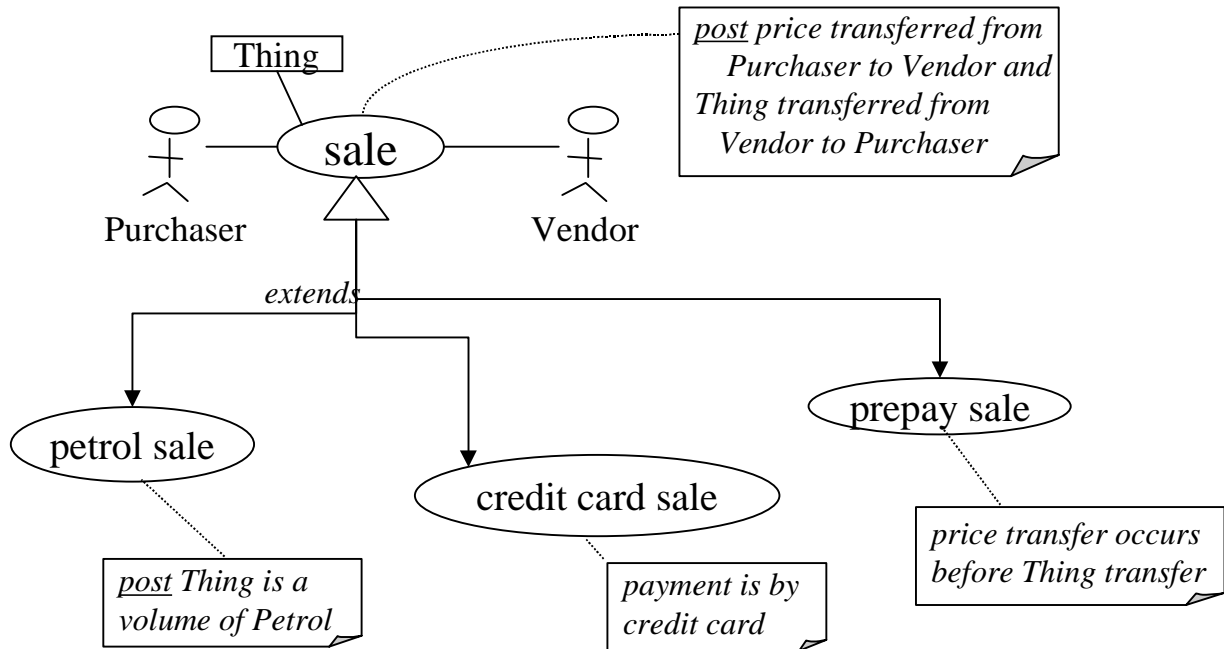 Thing
post price transferred from
Purchaser to Vendor and
Thing transferred from
Vendor to Purchaser
sale
Purchaser
Vendor
extends
petrol sale
credit card sale
prepay sale
post Thing is a
volume of Petrol
payment is by
credit card
price transfer occurs
before Thing transfer